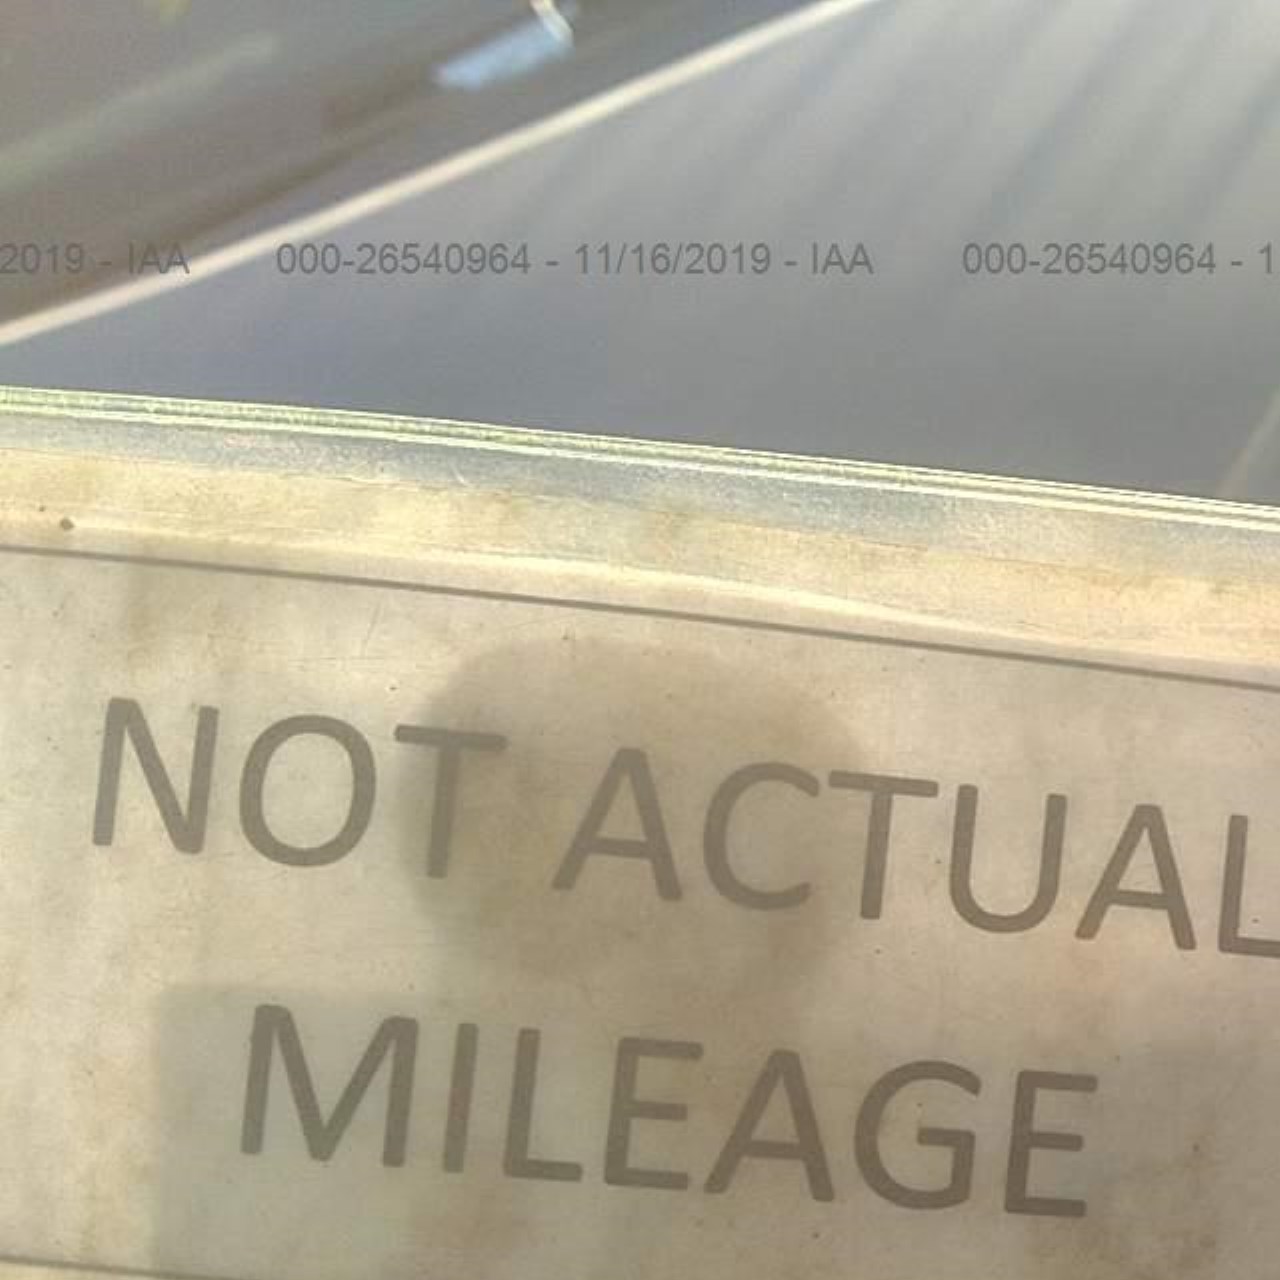 2019 - IAA 000-26540964 - 11/16/2019 - IAA 000-26540964 - 1
NOT ACTUAL
MILEAGE